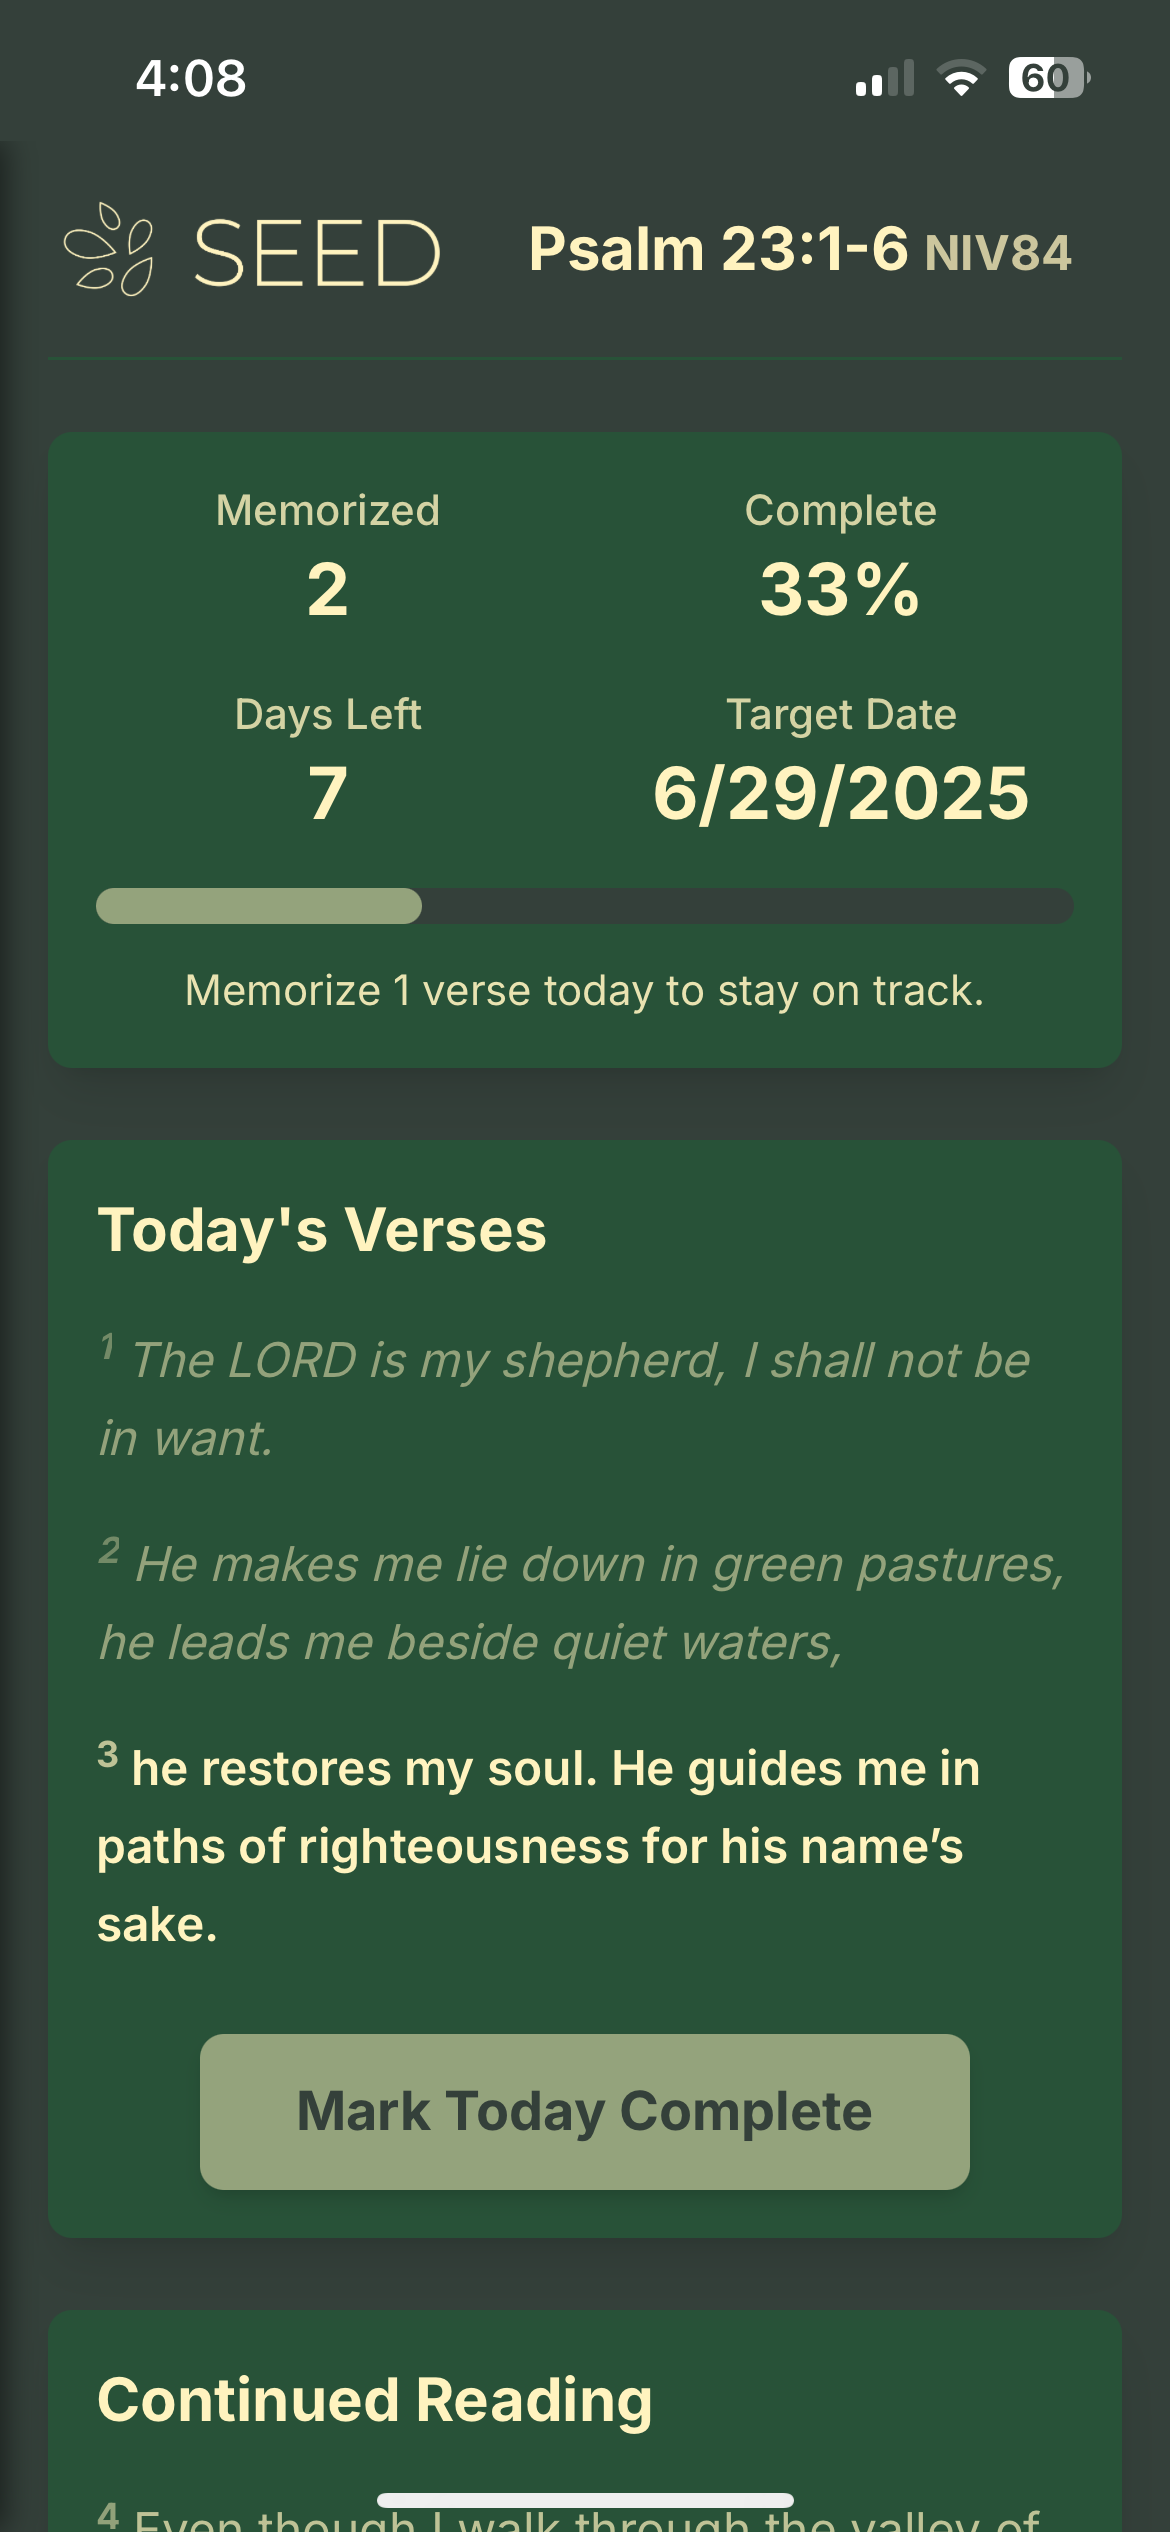 4:08
60
SEED
Psalm 23:1-6 NIV84
Memorized
2
Complete
33%
Days Left
7
Target Date
6/29/2025
Memorize 1 verse today to stay on track.
Today's Verses
1 The LORD is my shepherd, I shall not be
in want.
2 He makes me lie down in green pastures,
he leads me beside quiet waters,
3 he restores my soul. He guides me in
paths of righteousness for his name’s
sake.
Mark Today Complete
Continued Reading
4 Even though I walk through the valley of